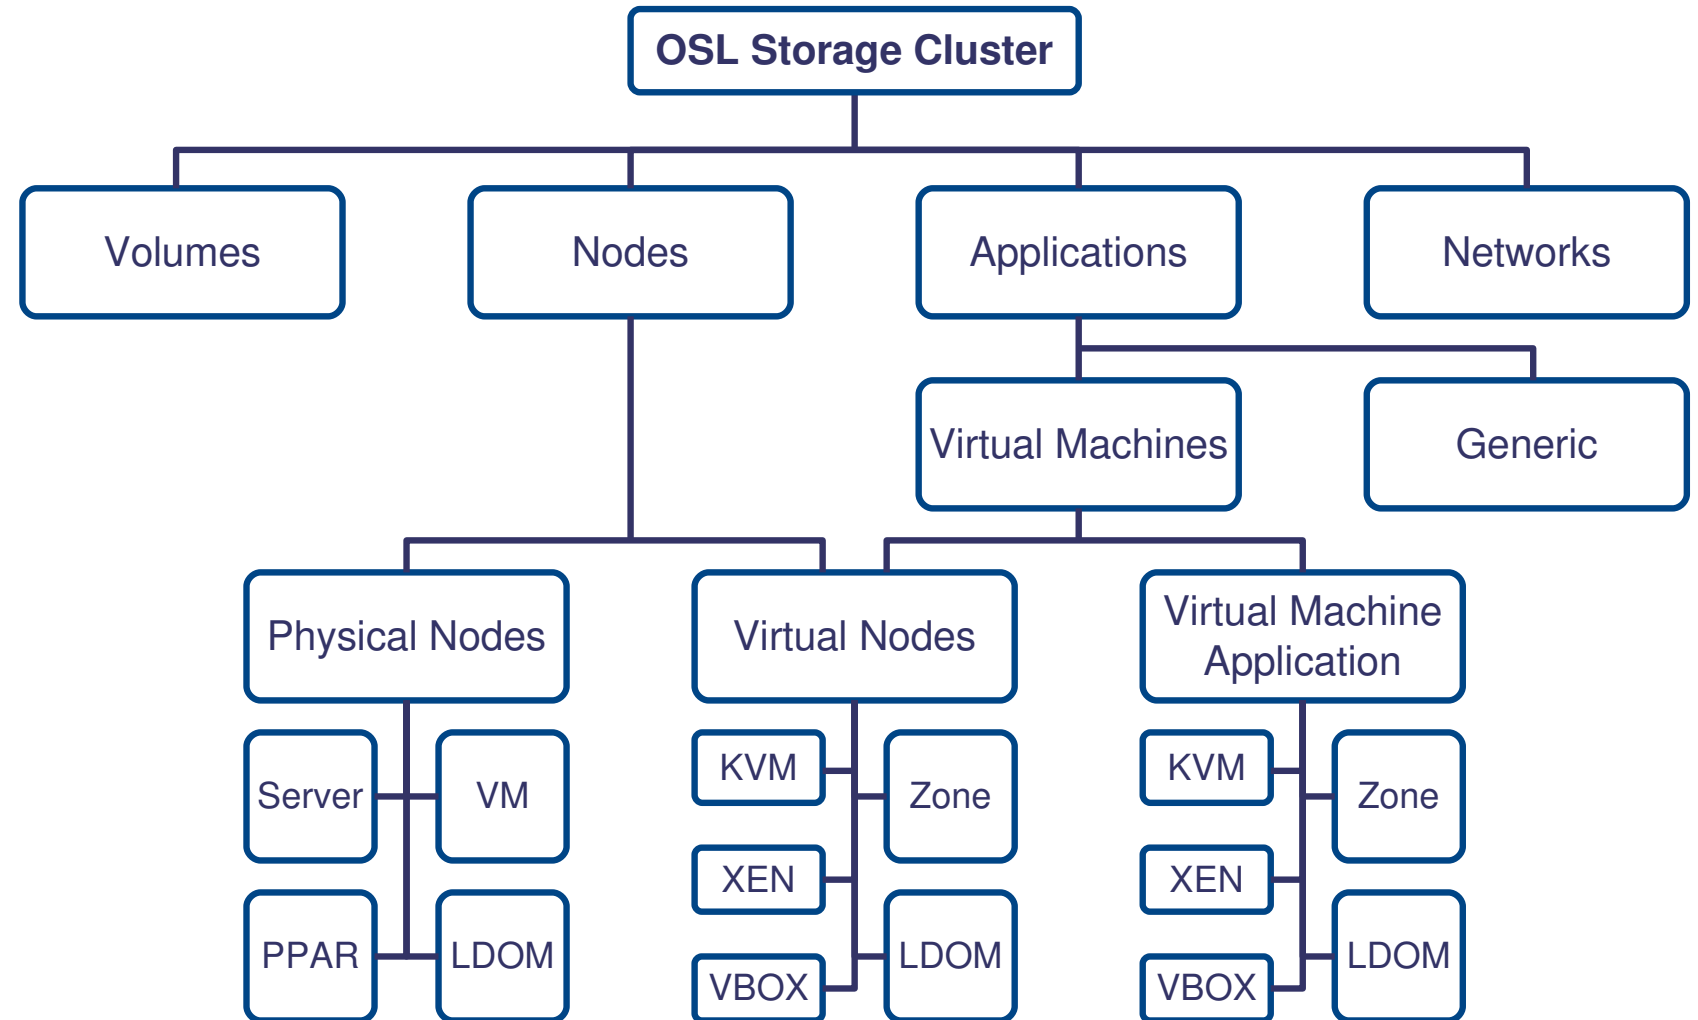 OSL Storage Cluster
Volumes
Nodes
Applications
Networks
Virtual Machines
Generic
Physical Nodes
Virtual Nodes
Virtual Machine
Application
Server
VM
PPAR
LDOM
KVM
Zone
XEN
LDOM
VBOX
KVM
Zone
XEN
LDOM
VBOX